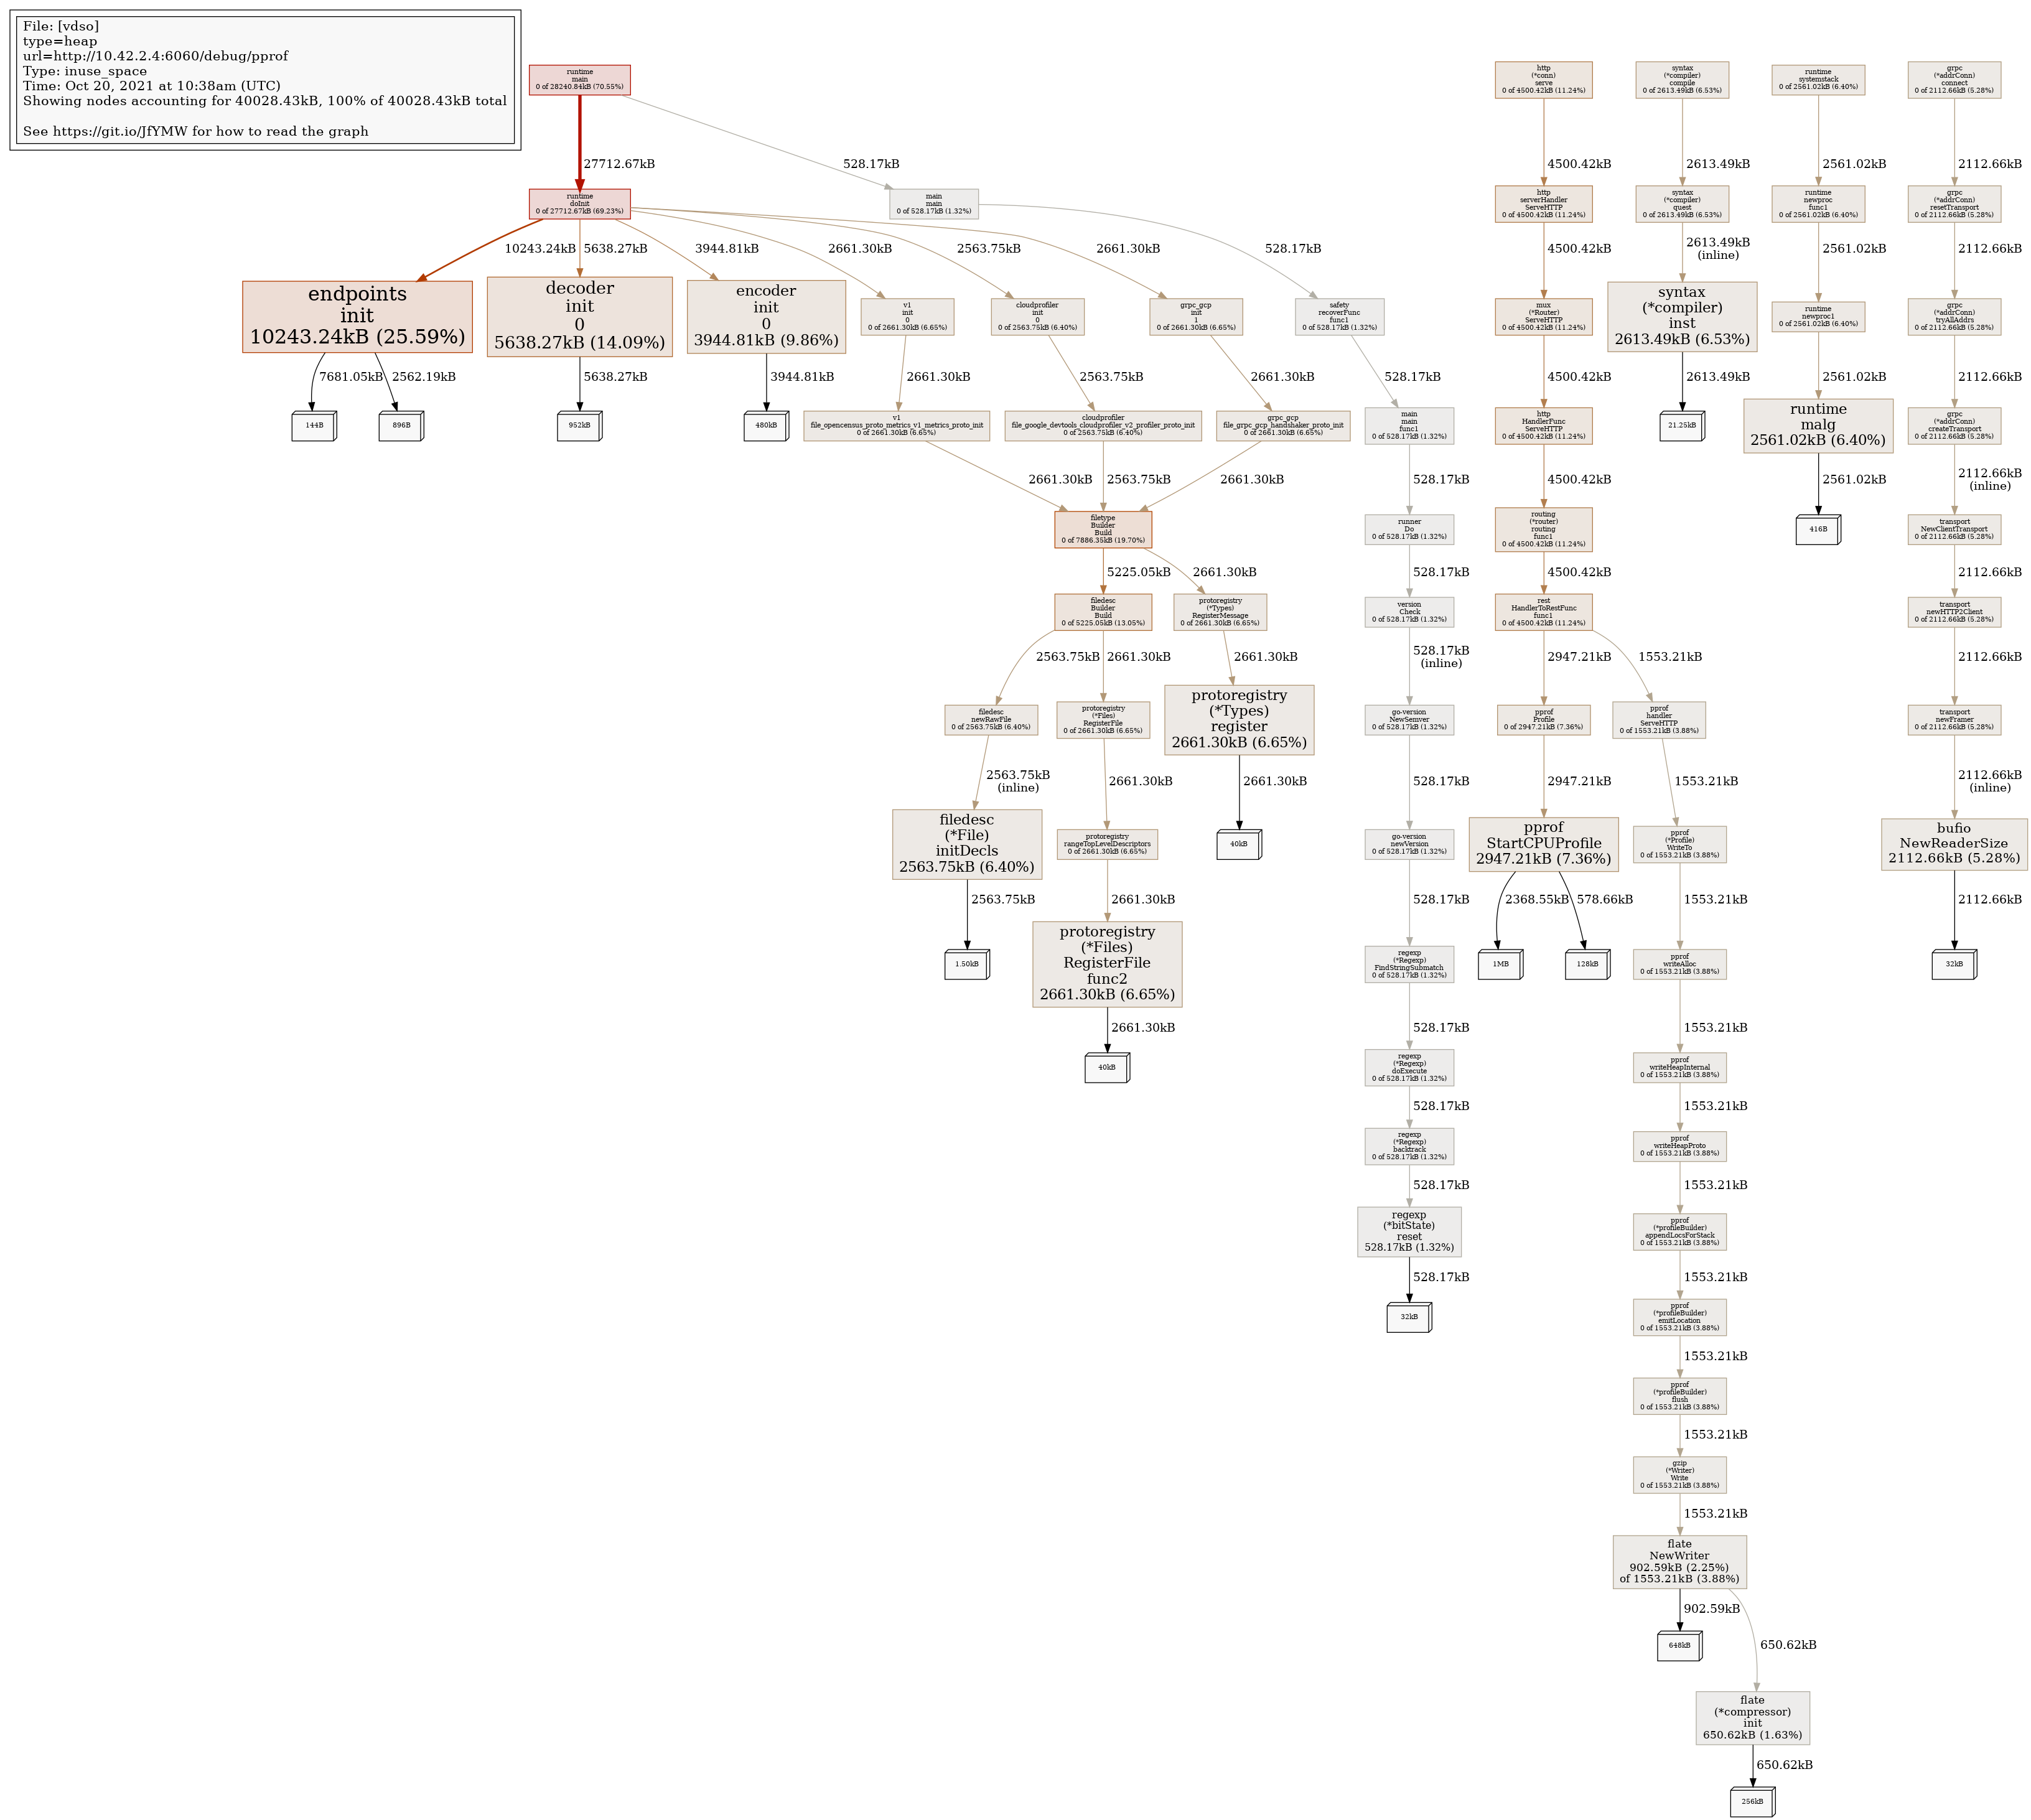 File: [vdso]
type=heap
url=http://10.42.2.4:6060/debug/pprof
Type: inuse_space
Time: Oct 20, 2021 at 10:38am (UTC)
Showing nodes accounting for 40028.43kB, 100% of 40028.43kB total
See https://git.io/JfYMW for how to read the graph
runtime
main
0 of 28240.84kB (70.55%)
http
(*conn)
serve
0 of 4500.42kB (11.24%)
syntax
(*compiler)
compile
0 of 2613.49kB (6.53%)
runtime
systemstack
0 of 2561.02kB (6.40%)
grpc
(*addrConn)
connect
0 of 2112.66kB (5.28%)
27712.67kB
528.17kB
4500.42kB
2613.49kB
2561.02kB
2112.66kB
runtime
doInit
0 of 27712.67kB (69.23%)
main
main
0 of 528.17kB (1.32%)
http
serverHandler
ServeHTTP
0 of 4500.42kB (11.24%)
syntax
(*compiler)
quest
0 of 2613.49kB (6.53%)
runtime
newproc
func1
0 of 2561.02kB (6.40%)
grpc
(*addrConn)
resetTransport
0 of 2112.66kB (5.28%)
10243.24kB
5638.27kB
3944.81kB
2661.30kB
2563.75kB
2661.30kB
528.17kB
4500.42kB
2613.49kB
(inline)
2561.02kB
2112.66kB
endpoints
init
10243.24kB (25.59%)
decoder
init
0
5638.27kB (14.09%)
encoder
init
0
3944.81kB (9.86%)
v1
init
0
0 of 2661.30kB (6.65%)
cloudprofiler
init
0
0 of 2563.75kB (6.40%)
grpc_gcp
init
1
0 of 2661.30kB (6.65%)
safety
recoverFunc
func1
0 of 528.17kB (1.32%)
mux
(*Router)
ServeHTTP
0 of 4500.42kB (11.24%)
syntax
(*compiler)
inst
2613.49kB (6.53%)
runtime
newproc1
0 of 2561.02kB (6.40%)
grpc
(*addrConn)
tryAllAddrs
0 of 2112.66kB (5.28%)
7681.05kB
2562.19kB
5638.27kB
3944.81kB
2661.30kB
2563.75kB
2661.30kB
528.17kB
4500.42kB
2613.49kB
2561.02kB
2112.66kB
144B
896B
952kB
480kB
v1
file_opencensus_proto_metrics_v1_metrics_proto_init
0 of 2661.30kB (6.65%)
cloudprofiler
file_google_devtools_cloudprofiler_v2_profiler_proto_init
0 of 2563.75kB (6.40%)
grpc_gcp
file_grpc_gcp_handshaker_proto_init
0 of 2661.30kB (6.65%)
main
main
func1
0 of 528.17kB (1.32%)
http
HandlerFunc
ServeHTTP
0 of 4500.42kB (11.24%)
21.25kB
runtime
malg
2561.02kB (6.40%)
grpc
(*addrConn)
createTransport
0 of 2112.66kB (5.28%)
2661.30kB
2563.75kB
2661.30kB
528.17kB
4500.42kB
2561.02kB
2112.66kB
(inline)
filetype
Builder
Build
0 of 7886.35kB (19.70%)
runner
Do
0 of 528.17kB (1.32%)
routing
(*router)
routing
func1
0 of 4500.42kB (11.24%)
416B
transport
NewClientTransport
0 of 2112.66kB (5.28%)
5225.05kB
2661.30kB
528.17kB
4500.42kB
2112.66kB
filedesc
Builder
Build
0 of 5225.05kB (13.05%)
protoregistry
(*Types)
RegisterMessage
0 of 2661.30kB (6.65%)
version
Check
0 of 528.17kB (1.32%)
rest
HandlerToRestFunc
func1
0 of 4500.42kB (11.24%)
transport
newHTTP2Client
0 of 2112.66kB (5.28%)
2563.75kB
2661.30kB
2661.30kB
528.17kB
(inline)
2947.21kB
1553.21kB
2112.66kB
filedesc
newRawFile
0 of 2563.75kB (6.40%)
protoregistry
(*Files)
RegisterFile
0 of 2661.30kB (6.65%)
protoregistry
(*Types)
register
2661.30kB (6.65%)
go-version
NewSemver
0 of 528.17kB (1.32%)
pprof
Profile
0 of 2947.21kB (7.36%)
pprof
handler
ServeHTTP
0 of 1553.21kB (3.88%)
transport
newFramer
0 of 2112.66kB (5.28%)
2563.75kB
(inline)
2661.30kB
2661.30kB
528.17kB
2947.21kB
1553.21kB
2112.66kB
(inline)
filedesc
(*File)
initDecls
2563.75kB (6.40%)
protoregistry
rangeTopLevelDescriptors
0 of 2661.30kB (6.65%)
40kB
go-version
newVersion
0 of 528.17kB (1.32%)
pprof
StartCPUProfile
2947.21kB (7.36%)
pprof
(*Profile)
WriteTo
0 of 1553.21kB (3.88%)
bufio
NewReaderSize
2112.66kB (5.28%)
2563.75kB
2661.30kB
528.17kB
2368.55kB
578.66kB
1553.21kB
2112.66kB
1.50kB
protoregistry
(*Files)
RegisterFile
func2
2661.30kB (6.65%)
regexp
(*Regexp)
FindStringSubmatch
0 of 528.17kB (1.32%)
1MB
128kB
pprof
writeAlloc
0 of 1553.21kB (3.88%)
32kB
2661.30kB
528.17kB
1553.21kB
40kB
regexp
(*Regexp)
doExecute
0 of 528.17kB (1.32%)
pprof
writeHeapInternal
0 of 1553.21kB (3.88%)
528.17kB
1553.21kB
regexp
(*Regexp)
backtrack
0 of 528.17kB (1.32%)
pprof
writeHeapProto
0 of 1553.21kB (3.88%)
528.17kB
1553.21kB
regexp
(*bitState)
reset
528.17kB (1.32%)
pprof
(*profileBuilder)
appendLocsForStack
0 of 1553.21kB (3.88%)
528.17kB
1553.21kB
32kB
pprof
(*profileBuilder)
emitLocation
0 of 1553.21kB (3.88%)
1553.21kB
pprof
(*profileBuilder)
flush
0 of 1553.21kB (3.88%)
1553.21kB
gzip
(*Writer)
Write
0 of 1553.21kB (3.88%)
1553.21kB
flate
NewWriter
902.59kB (2.25%)
of 1553.21kB (3.88%)
902.59kB
650.62kB
648kB
flate
(*compressor)
init
650.62kB (1.63%)
650.62kB
256kB